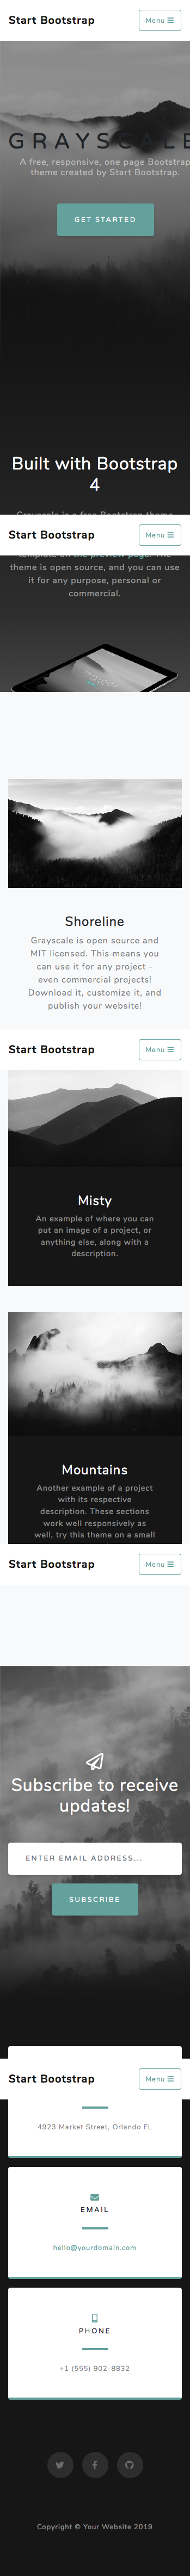 Start Bootstrap
Menu
GRAYSCALE
A free, responsive, one page Bootstrap
theme created by Start Bootstrap.
GET STARTED
Built with Bootstrap
4
Grayscale is a free Bootstrap theme
Start Bootstrap
Menu
template on the preview page. The
theme is open source, and you can use
it for any purpose, personal or
commercial.
Shoreline
Grayscale is open source and
MIT licensed. This means you
can use it for any project -
even commercial projects!
Download it, customize it, and
publish your website!
Start Bootstrap
Menu
Misty
An example of where you can
put an image of a project, or
anything else, along with a
description.
Mountains
Another example of a project
with its respective
description. These sections
work well responsively as
well, try this theme on a small
Start Bootstrap
Menu
Subscribe to receive
updates!
ENTER EMAIL ADDRESS...
SUBSCRIBE
Start Bootstrap
Menu
4923 Market Street, Orlando FL
EMAIL
hello@yourdomain.com
PHONE
+1 (555) 902-8832
Copyright © Your Website 2019